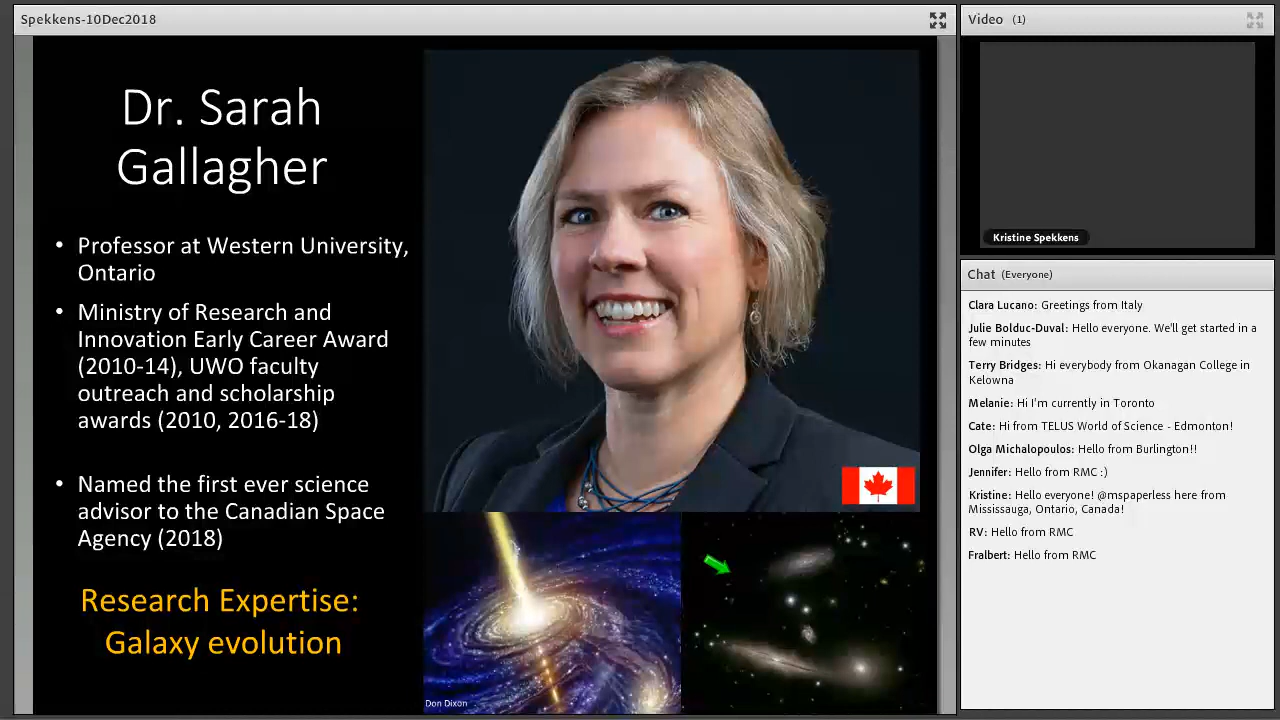 Spekkens-10Dec2018
Dr. Sarah
Gallagher
• Professor at Western University,
Ontario
• Ministry of Research and
Innovation Early Career Award
(2010-14), UWO faculty
outreach and scholarship
awards (2010, 2016-18)
• Named the first ever science
advisor to the Canadian Space
Agency (2018)
Research Expertise:
Galaxy evolution
Don Dixon
Video (1)
Kristine Spekkens
Chat (Everyone)
Clara Lucano: Greetings from Italy
Julie Bolduc-Duval: Hello everyone. We'll get started in a
few minutes
Terry Bridges: Hi everybody from Okanagan College in
Kelowna
Melanie: Hi I'm currently in Toronto
Cate: Hi from TELUS World of Science - Edmonton!
Olga Michalopoulos: Hello from Burlington!!
Jennifer: Hello from RMC :)
Kristine: Hello everyone! @mspaperless here from
Mississauga, Ontario, Canada!
RV: Hello from RMC
Fralbert: Hello from RMC